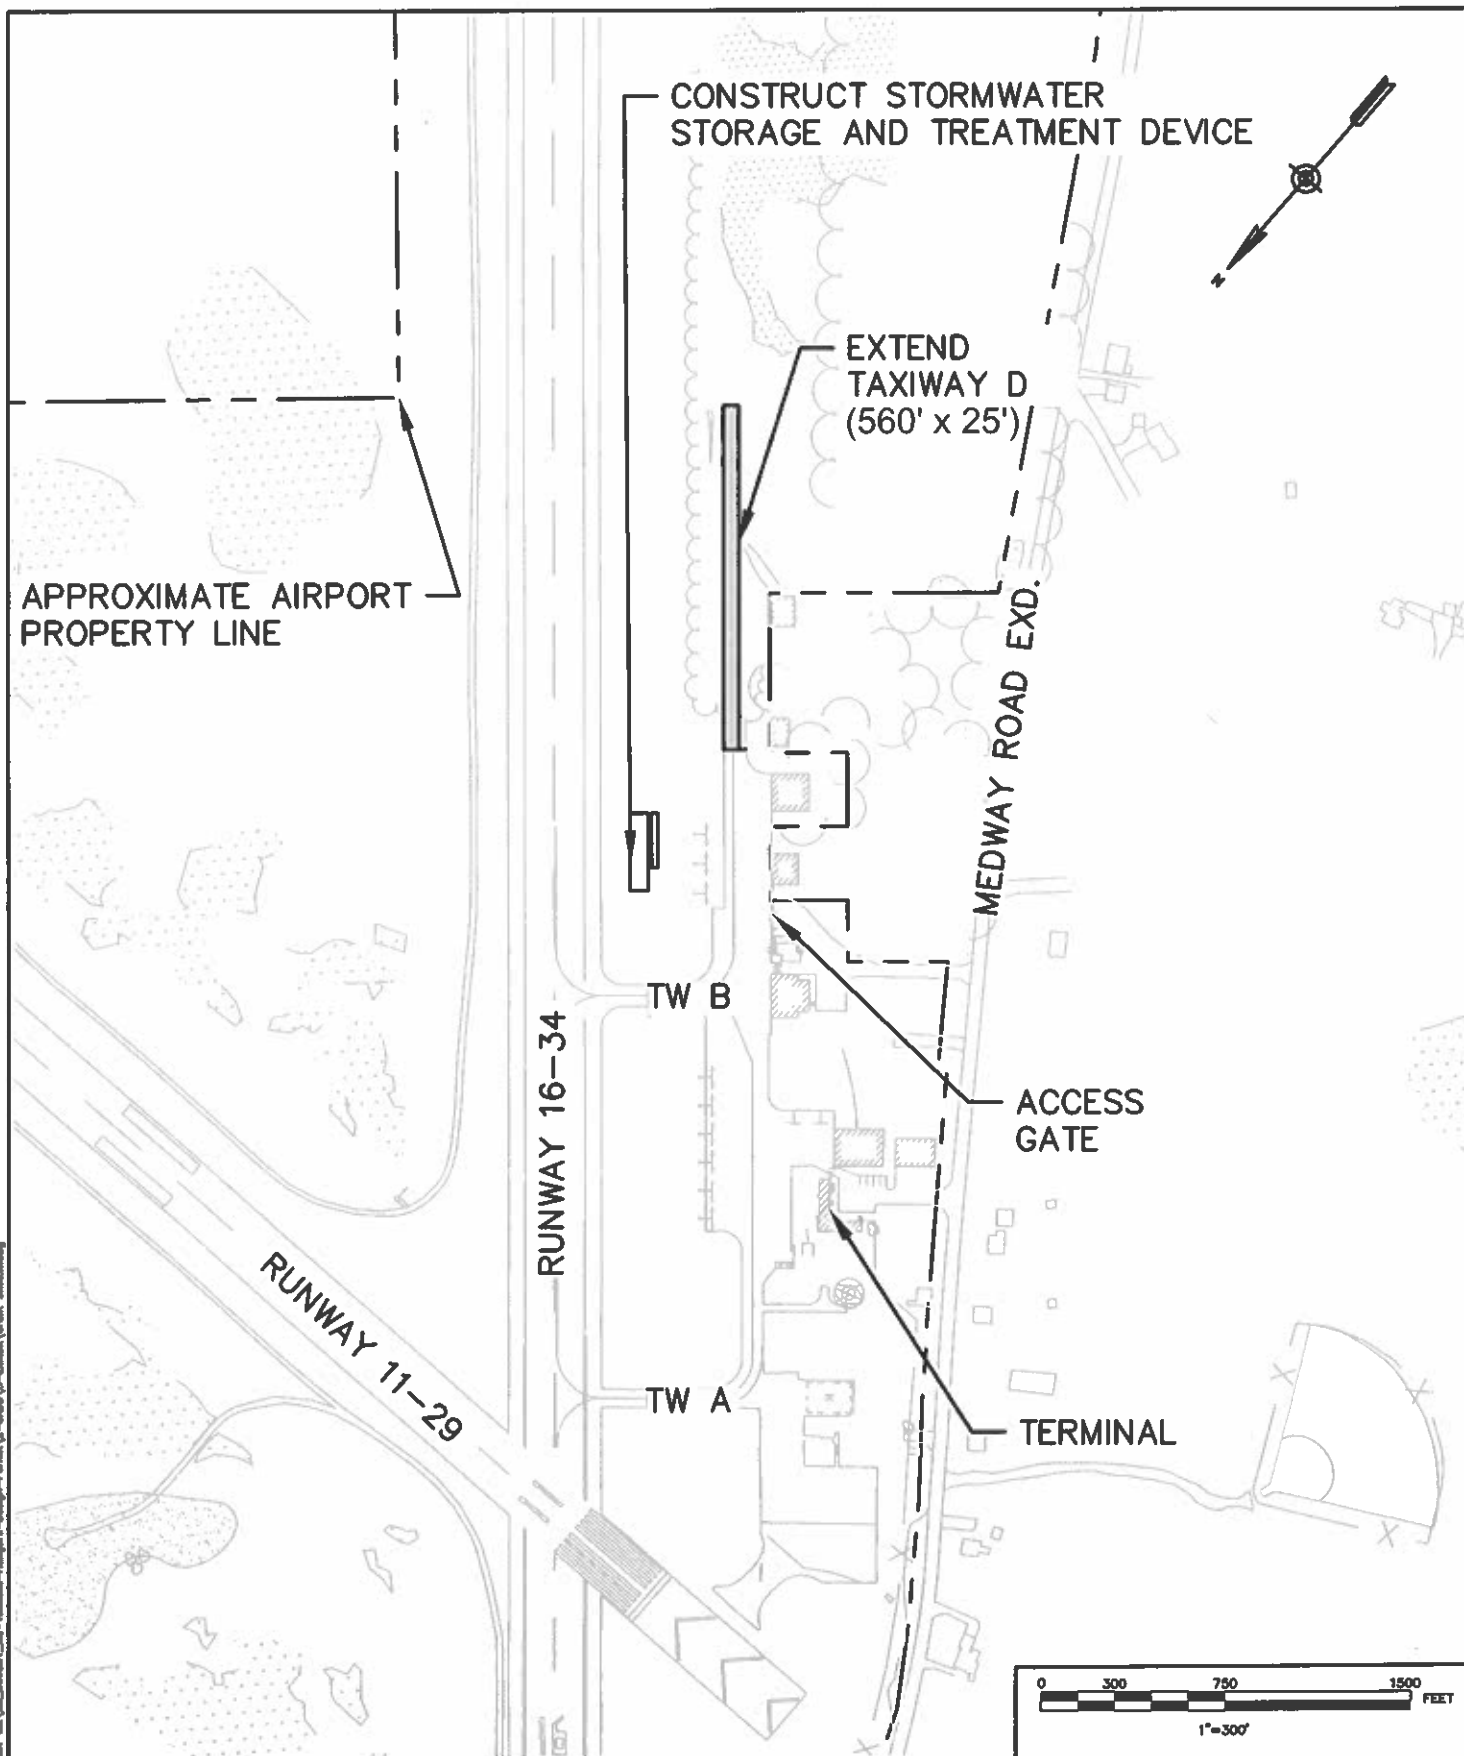 CONSTRUCT STORMWATER
STORAGE AND TREATMENT DEVICE
N
EXTEND
TAXIWAY D
(560' x 25')
APPROXIMATE AIRPORT
PROPERTY LINE
MEDWAY ROAD EXD.
TW B
RUNWAY 16-34
ACCESS
GATE
RUNWAY 11-29
TW A
TERMINAL
0 300 750 1500
FEET
1"=300'